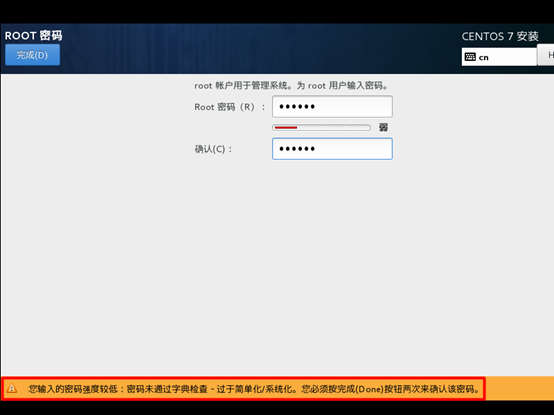 ROOT 密码
CENTOS 7 安装
完成(D)
cn
H
root 帐户用于管理系统。为 root 用户输入密码。
Root 密码（R）：
••••••
弱
确认(C)：
••••••
您输入的密码强度较低：密码未通过字典检查 - 过于简单化/系统化。您必须按完成(Done)按钮两次来确认该密码。